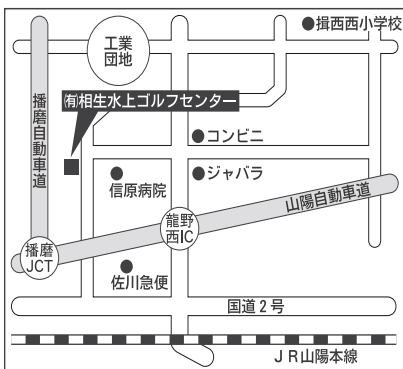 揖西西小学校
工業
団地
㈲相生水上ゴルフセンター
播磨自動車道
コンビニ
ジャバラ
信原病院
山陽自動車道
龍野
西IC
播磨
JCT
佐川急便
国道2号
JR山陽本線